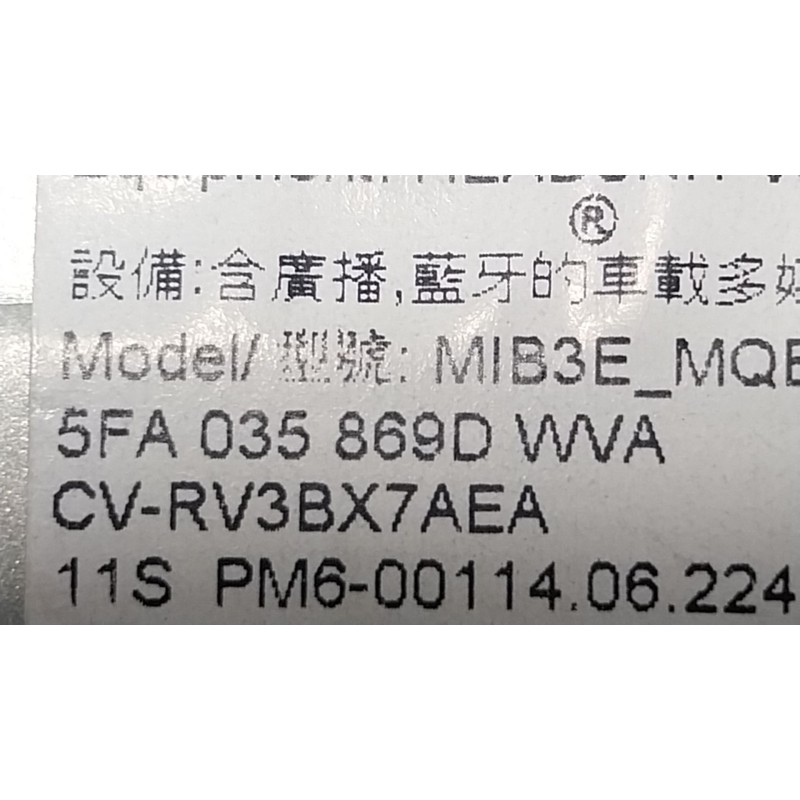 ®
設備:含廣播,藍牙的車載多
Model/ 型號: MIB3E_MQB
5FA 035 869D WVA
CV-RV3BX7AEA
11S PM6-00114.06.224